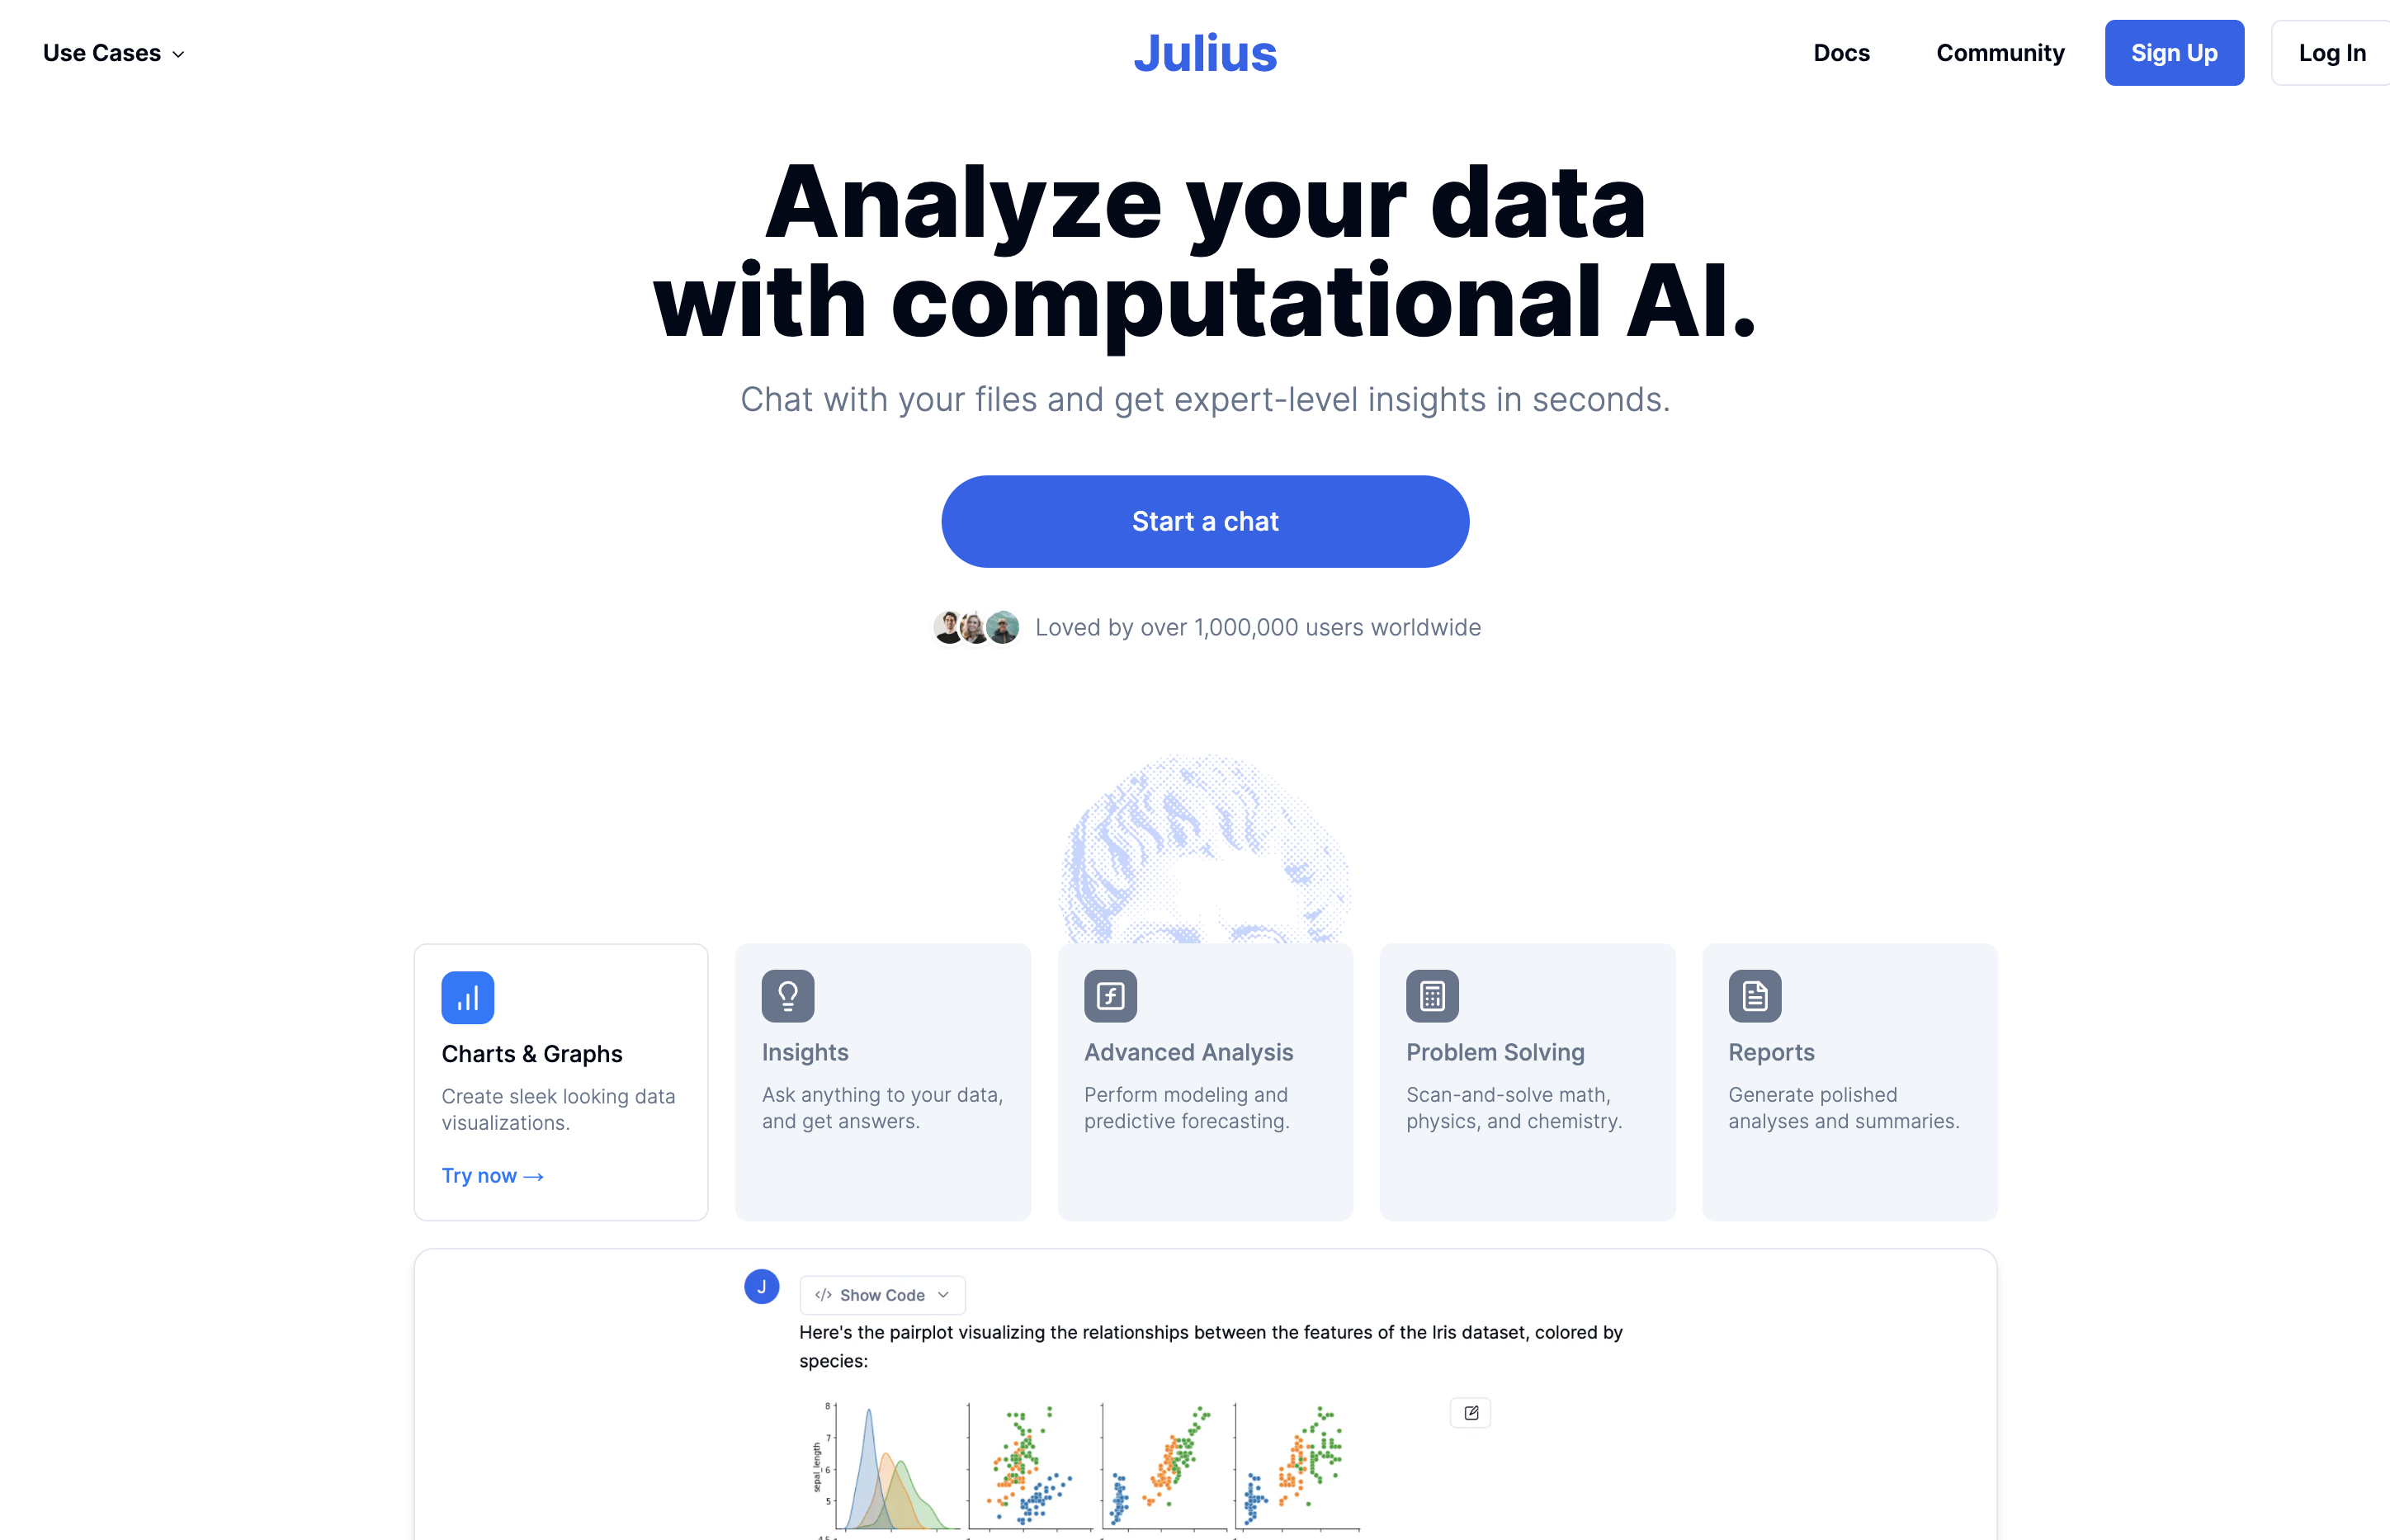 Use Cases
Julius
Docs
Community
Sign Up
Log In
Analyze your data
with computational AI.
Chat with your files and get expert-level insights in seconds.
Start a chat
Loved by over 1,000,000 users worldwide
Charts & Graphs
Create sleek looking data
visualizations.
Try now →
Insights
Ask anything to your data,
and get answers.
Advanced Analysis
Perform modeling and
predictive forecasting.
Problem Solving
Scan-and-solve math,
physics, and chemistry.
Reports
Generate polished
analyses and summaries.
J
</> Show Code
Here's the pairplot visualizing the relationships between the features of the Iris dataset, colored by
species:
8
7
6
5
sepal_length
4.5